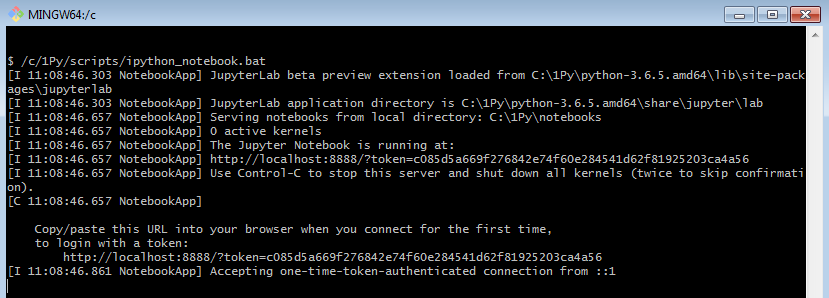 MINGW64:/c
$ /c/1Py/scripts/ipython_notebook.bat
[I 11:08:46.303 NotebookApp] JupyterLab beta preview extension loaded from C:\1Py\python-3.6.5.amd64\lib\site-pack
ages\jupyterlab
[I 11:08:46.303 NotebookApp] JupyterLab application directory is C:\1Py\python-3.6.5.amd64\share\jupyter\lab
[I 11:08:46.657 NotebookApp] Serving notebooks from local directory: C:\1Py\notebooks
[I 11:08:46.657 NotebookApp] 0 active kernels
[I 11:08:46.657 NotebookApp] The Jupyter Notebook is running at:
[I 11:08:46.657 NotebookApp] http://localhost:8888/?token=c085d5a669f276842e74f60e284541d62f81925203ca4a56
[I 11:08:46.657 NotebookApp] Use Control-C to stop this server and shut down all kernels (twice to skip confirmati
on).
[C 11:08:46.657 NotebookApp]
Copy/paste this URL into your browser when you connect for the first time,
to login with a token:
http://localhost:8888/?token=c085d5a669f276842e74f60e284541d62f81925203ca4a56
[I 11:08:46.861 NotebookApp] Accepting one-time-token-authenticated connection from ::1